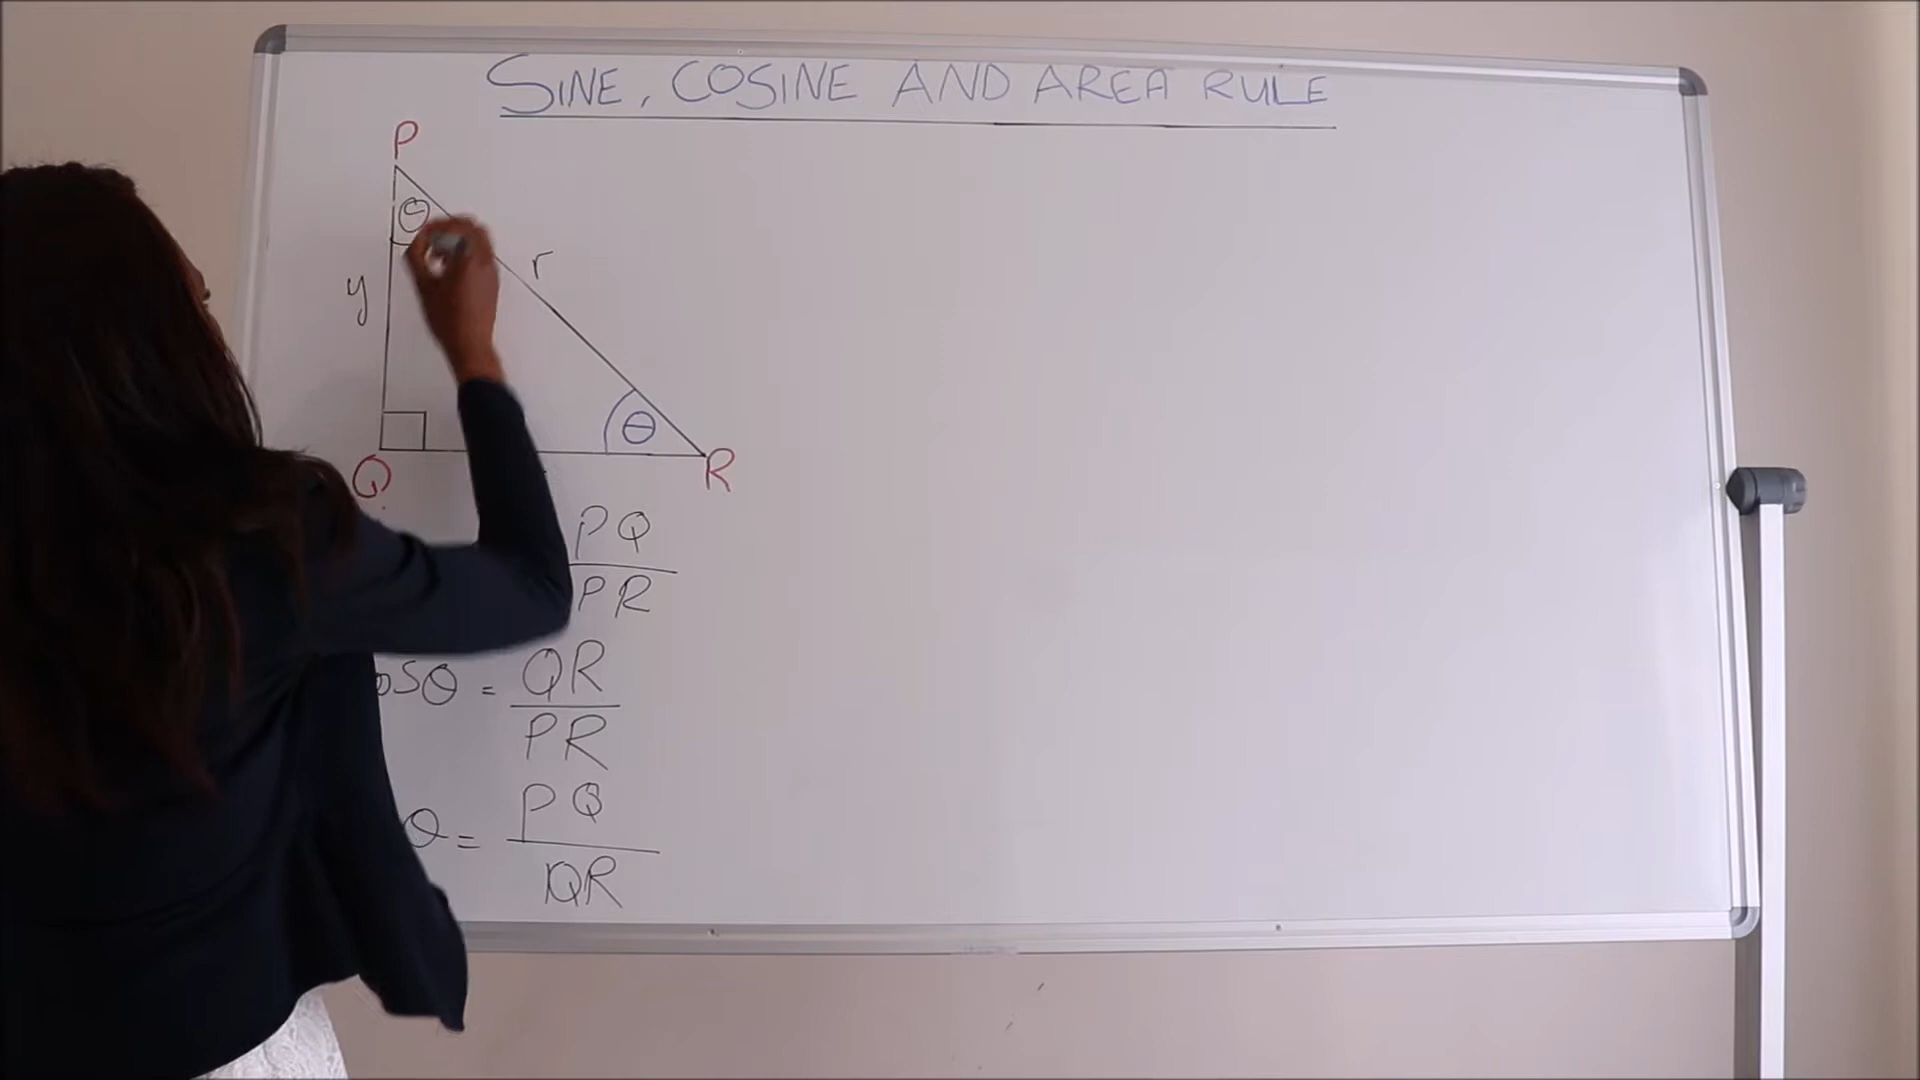 SINE, COSINE AND AREA RULE
P
θ
y
r
θ
Q
R
PQ
PR
osθ = QR
PR
θ = PQ
QR